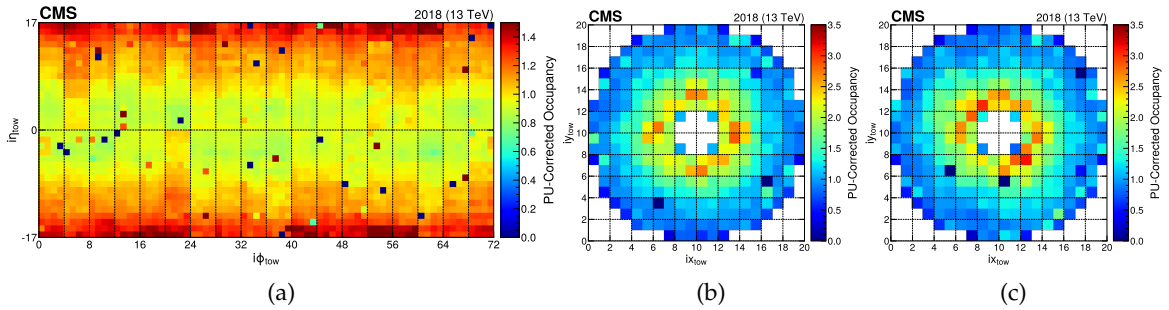 CMS 2018 (13 TeV)
17
0
-17
iηtow
0 8 16 24 32 40 48 56 64 72
iϕtow
1.4
1.2
1.0
0.8
0.6
0.4
0.2
0.0
PU-Corrected Occupancy
(a)
CMS 2018 (13 TeV)
20
18
16
14
12
10
8
6
4
2
0
iytow
0 2 4 6 8 10 12 14 16 18 20
ixtow
3.5
3.0
2.5
2.0
1.5
1.0
0.5
0.0
PU-Corrected Occupancy
(b)
CMS 2018 (13 TeV)
20
18
16
14
12
10
8
6
4
2
0
iytow
0 2 4 6 8 10 12 14 16 18 20
ixtow
3.5
3.0
2.5
2.0
1.5
1.0
0.5
0.0
PU-Corrected Occupancy
(c)